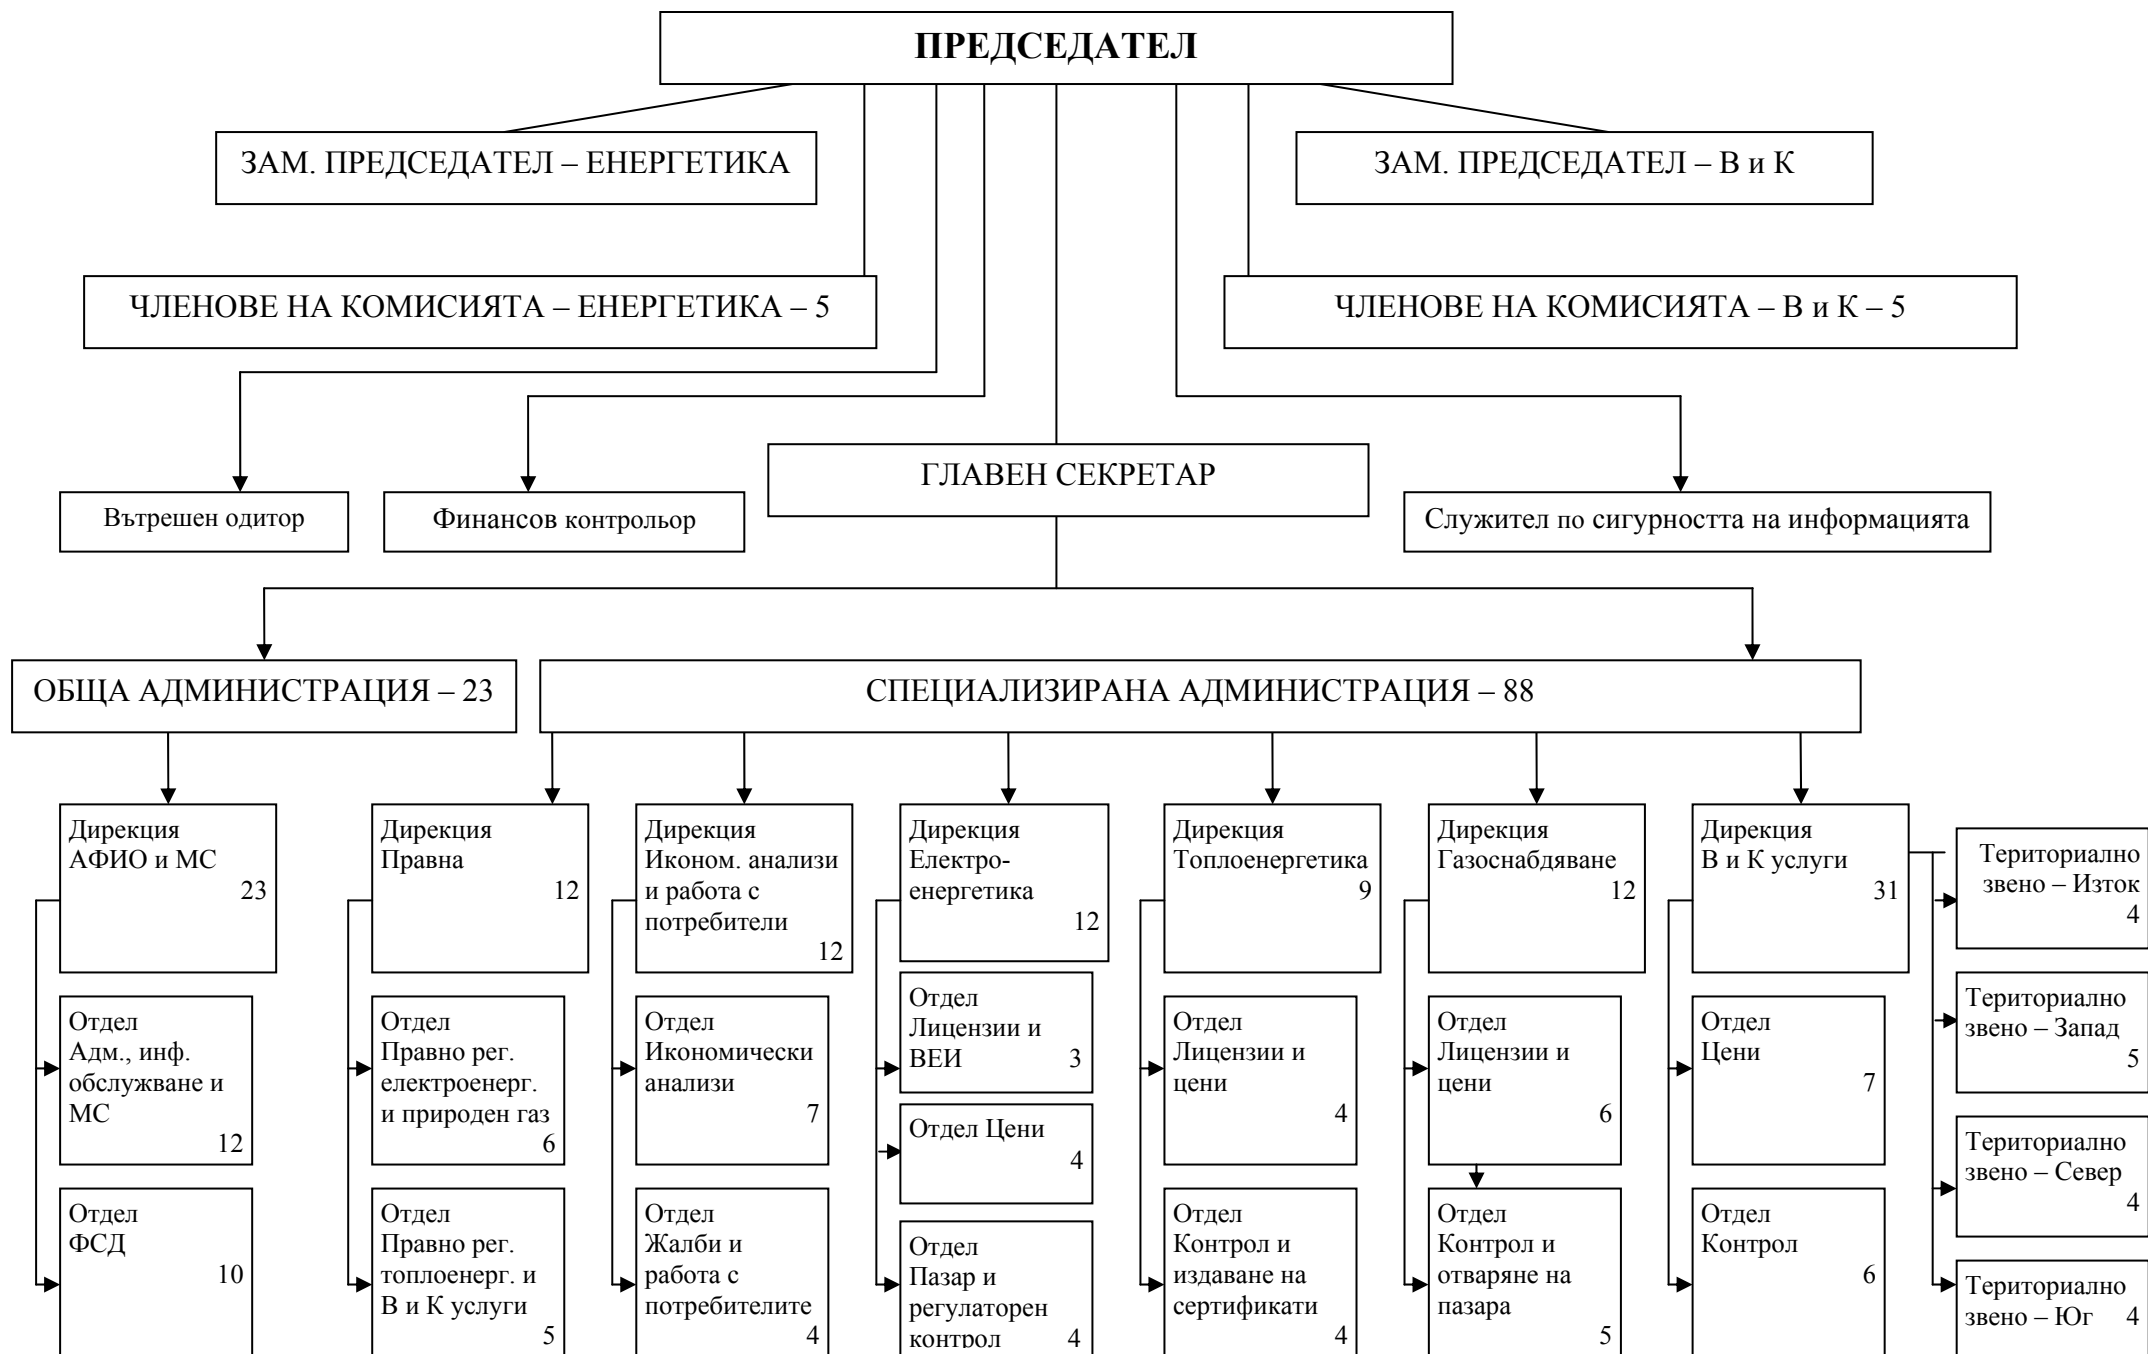 ПРЕДСЕДАТЕЛ
ЗАМ. ПРЕДСЕДАТЕЛ – ЕНЕРГЕТИКА
ЗАМ. ПРЕДСЕДАТЕЛ – В и К
ЧЛЕНОВЕ НА КОМИСИЯТА – ЕНЕРГЕТИКА – 5
ЧЛЕНОВЕ НА КОМИСИЯТА – В и К – 5
ГЛАВЕН СЕКРЕТАР
Вътрешен одитор
Финансов контрольор
Служител по сигурността на информацията
ОБЩА АДМИНИСТРАЦИЯ – 23
СПЕЦИАЛИЗИРАНА АДМИНИСТРАЦИЯ – 88
Дирекция
АФИО и МС
23
Дирекция
Правна
12
Дирекция
Иконом. анализи
и работа с
потребители
12
Дирекция
Електро-
енергетика
12
Дирекция
Топлоенергетика
9
Дирекция
Газоснабдяване
12
Дирекция
В и К услуги
31
Териториално
звено – Изток
4
Отдел
Адм., инф.
обслужване и
МС
12
Отдел
Правно рег.
електроенерг.
и природен газ
6
Отдел
Икономически
анализи
7
Отдел
Лицензии и
ВЕИ
3
Отдел Цени
4
Отдел
Лицензии и
цени
4
Отдел
Лицензии и
цени
6
Отдел
Цени
7
Териториално
звено – Запад
5
Териториално
звено – Север
4
Отдел
ФСД
10
Отдел
Правно рег.
топлоенерг. и
В и К услуги
5
Отдел
Жалби и
работа с
потребителите
4
Отдел
Пазар и
регулаторен
контрол 4
Отдел
Контрол и
издаване на
сертификати
4
Отдел
Контрол и
отваряне на
пазара
5
Отдел
Контрол
6
Териториално
звено – Юг 4